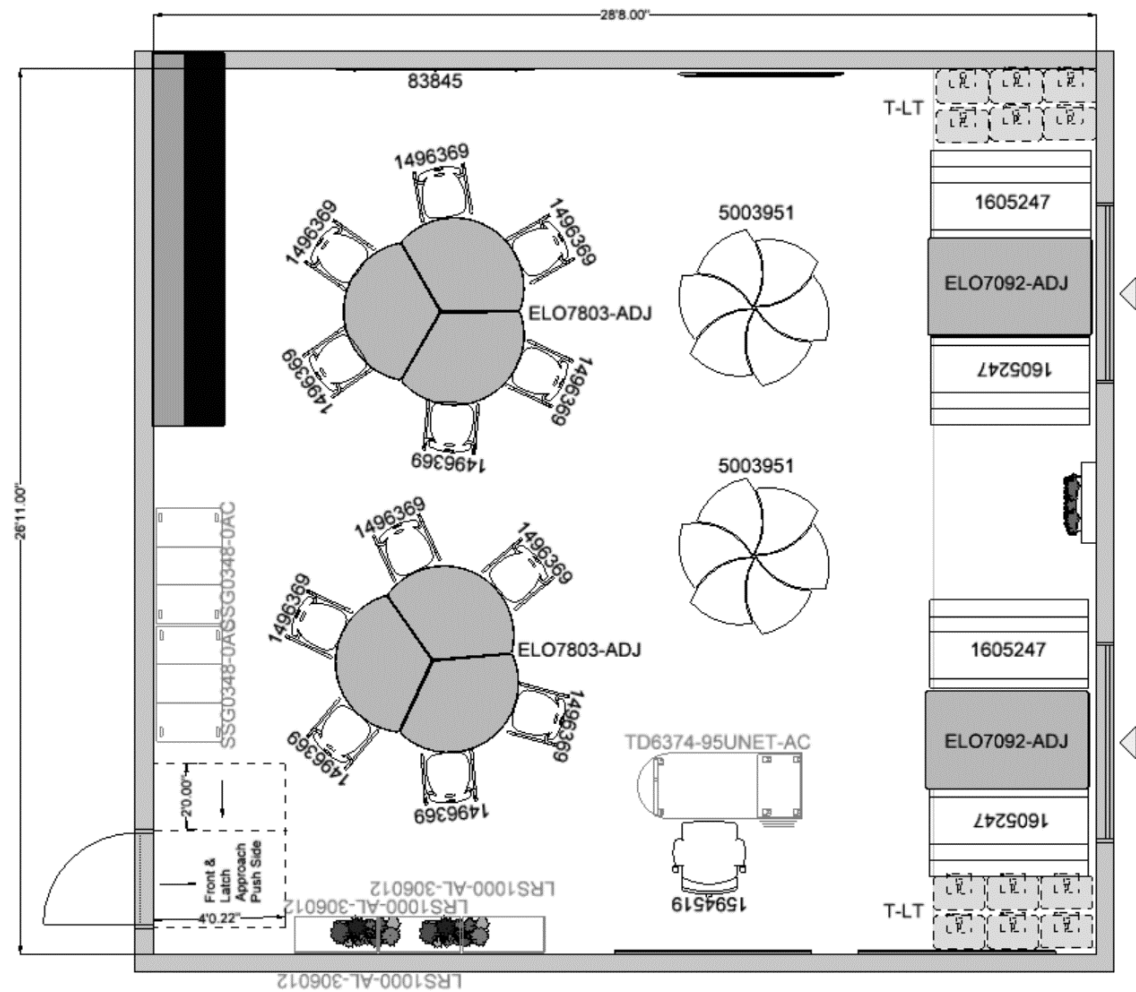 28'8.00"
83845
T-LT
1496369
1605247
1496369
1496369
5003951
ELO7092-ADJ
ELO7803-ADJ
1496369
1496369
1605247
1496369
5003951
26'11.00"
SSG0348-0AC
SSG0348-0AC
1496369
1496369
1496369
1605247
ELO7803-ADJ
1496369
1496369
TD6374-95UNET-AC
ELO7092-ADJ
1496369
2'0.00"
1605247
Front &
Latch
Approach
Push Side
4'0.22"
LRS1000-AL-306012
LRS1000-AL-306012
1594519
T-LT
LRS1000-AL-306012